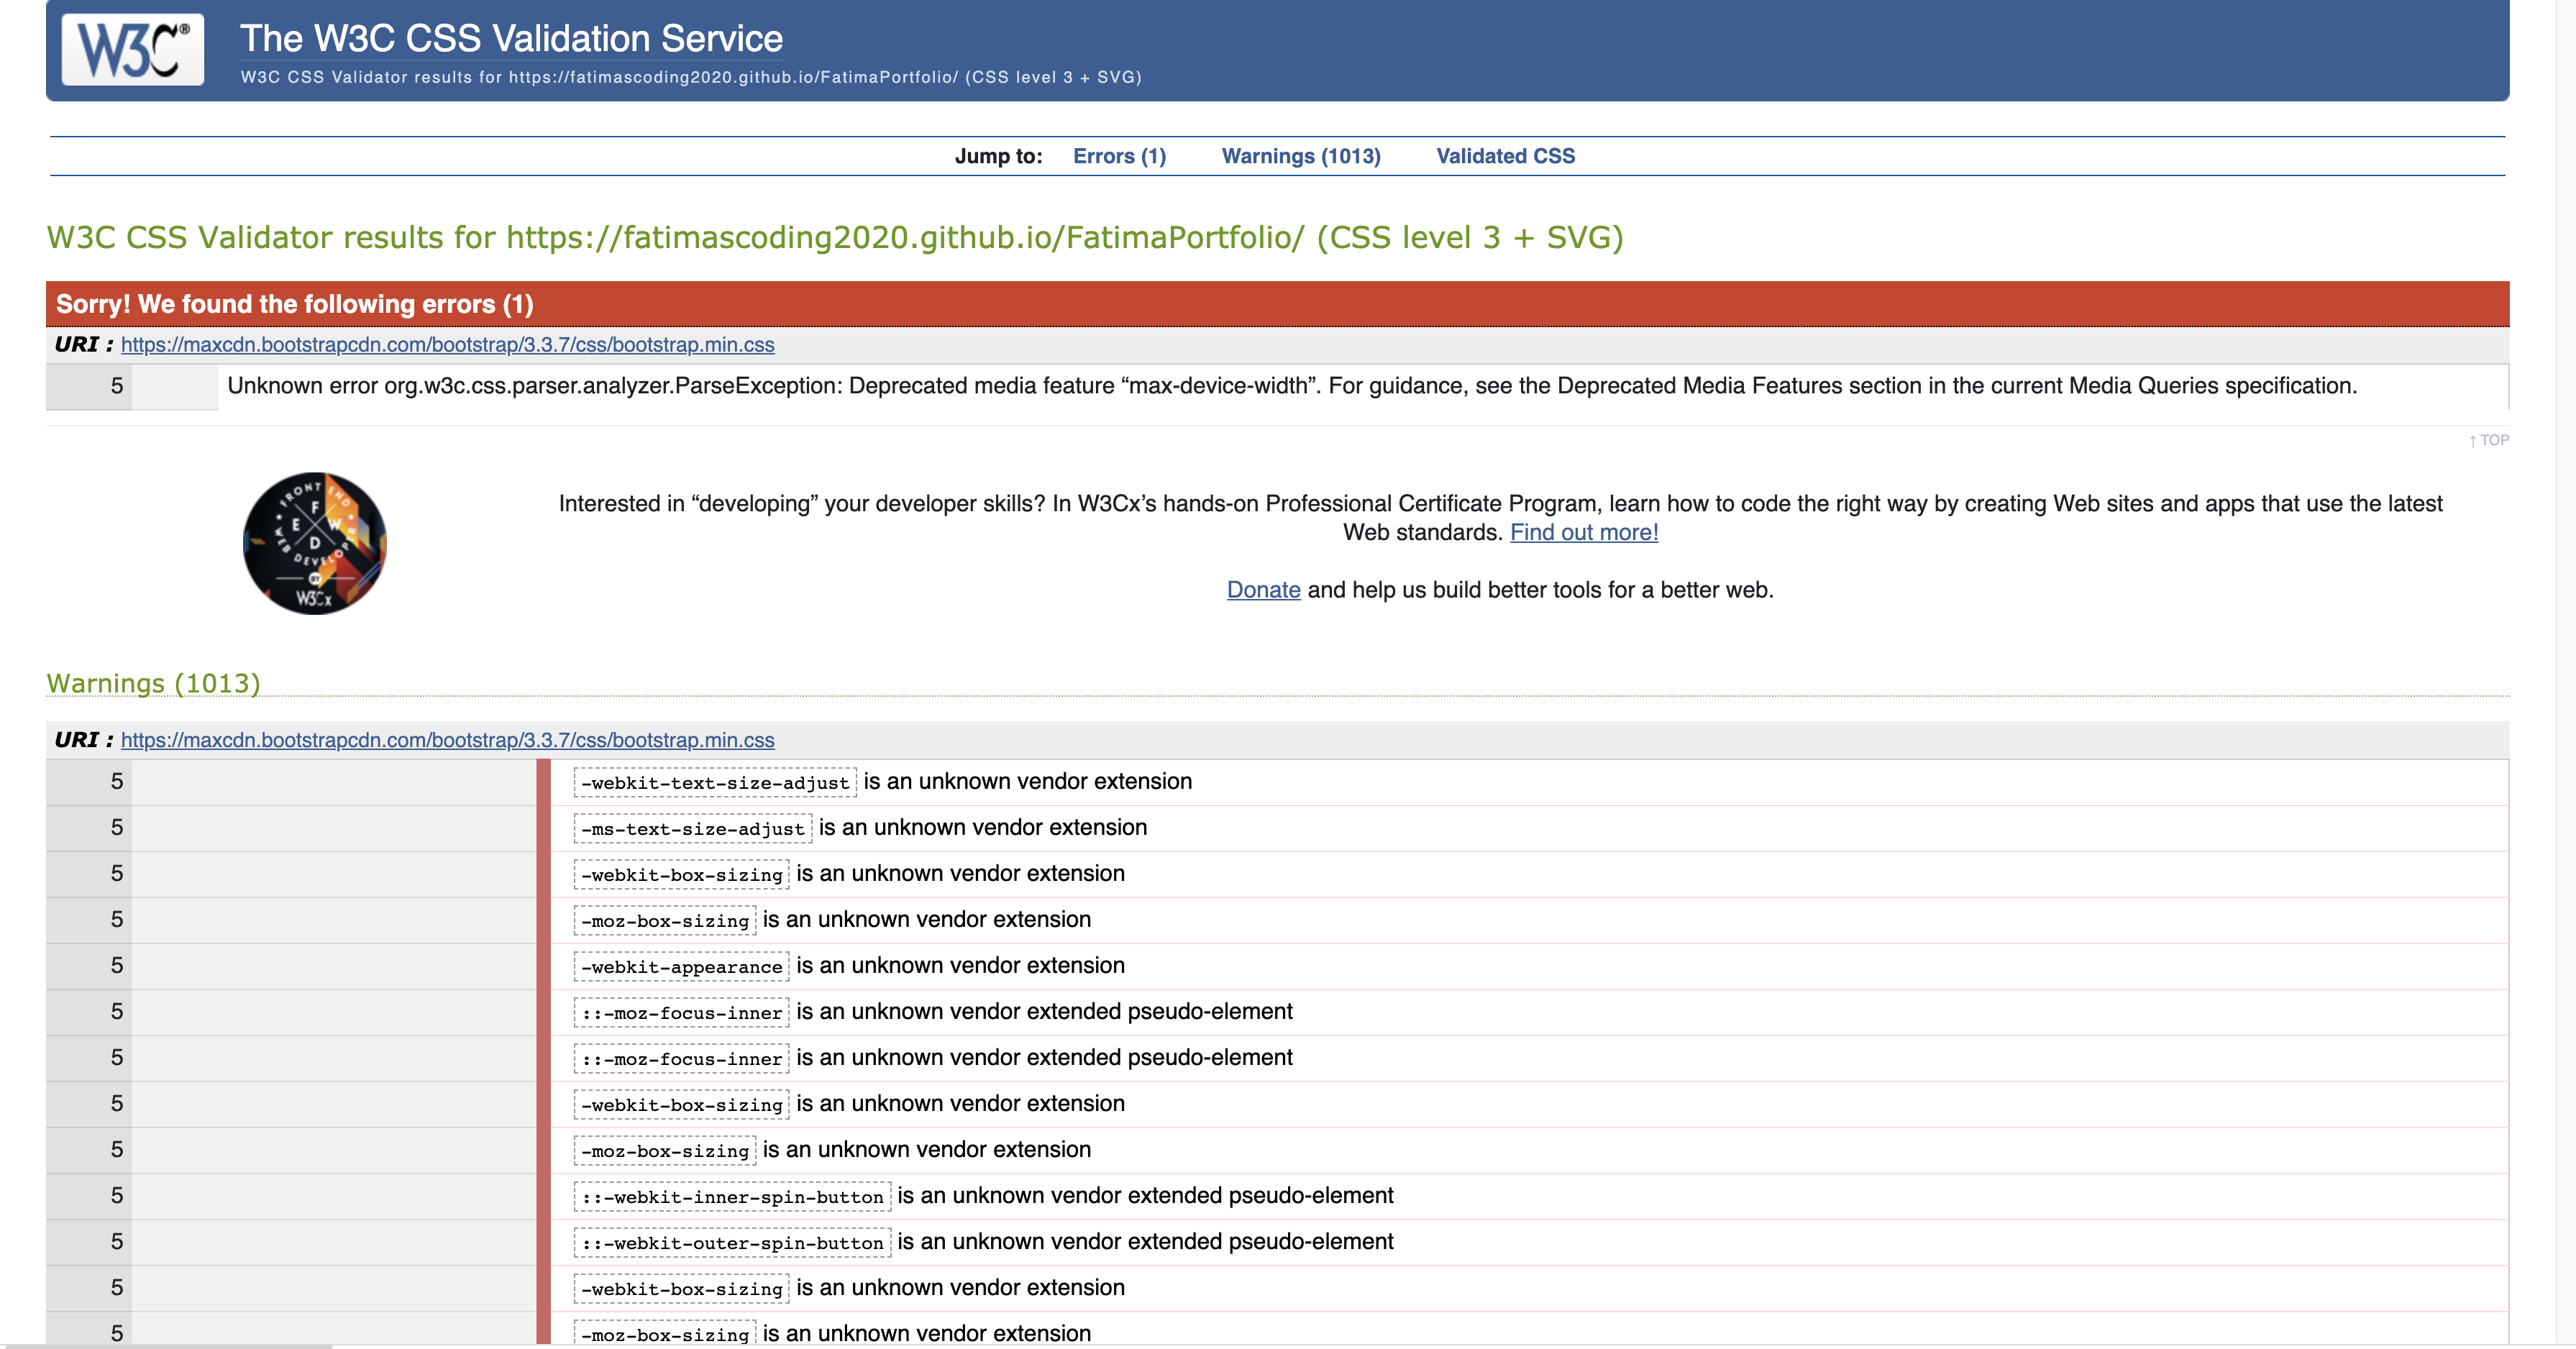 W3C®
The W3C CSS Validation Service
W3C CSS Validator results for https://fatimascoding2020.github.io/FatimaPortfolio/ (CSS level 3 + SVG)
Jump to: Errors (1) Warnings (1013) Validated CSS
W3C CSS Validator results for https://fatimascoding2020.github.io/FatimaPortfolio/ (CSS level 3 + SVG)
Sorry! We found the following errors (1)
URI : https://maxcdn.bootstrapcdn.com/bootstrap/3.3.7/css/bootstrap.min.css
5 Unknown error org.w3c.css.parser.analyzer.ParseException: Deprecated media feature “max-device-width”. For guidance, see the Deprecated Media Features section in the current Media Queries specification.
↑ TOP
FRONT END
F
E W
D
WEB DEVELOPER
BY
W3Cx
Interested in “developing” your developer skills? In W3Cx’s hands-on Professional Certificate Program, learn how to code the right way by creating Web sites and apps that use the latest
Web standards. Find out more!
Donate and help us build better tools for a better web.
Warnings (1013)
URI : https://maxcdn.bootstrapcdn.com/bootstrap/3.3.7/css/bootstrap.min.css
5 -webkit-text-size-adjust is an unknown vendor extension
5 -ms-text-size-adjust is an unknown vendor extension
5 -webkit-box-sizing is an unknown vendor extension
5 -moz-box-sizing is an unknown vendor extension
5 -webkit-appearance is an unknown vendor extension
5 ::-moz-focus-inner is an unknown vendor extended pseudo-element
5 ::-moz-focus-inner is an unknown vendor extended pseudo-element
5 -webkit-box-sizing is an unknown vendor extension
5 -moz-box-sizing is an unknown vendor extension
5 ::-webkit-inner-spin-button is an unknown vendor extended pseudo-element
5 ::-webkit-outer-spin-button is an unknown vendor extended pseudo-element
5 -webkit-box-sizing is an unknown vendor extension
5 -moz-box-sizing is an unknown vendor extension